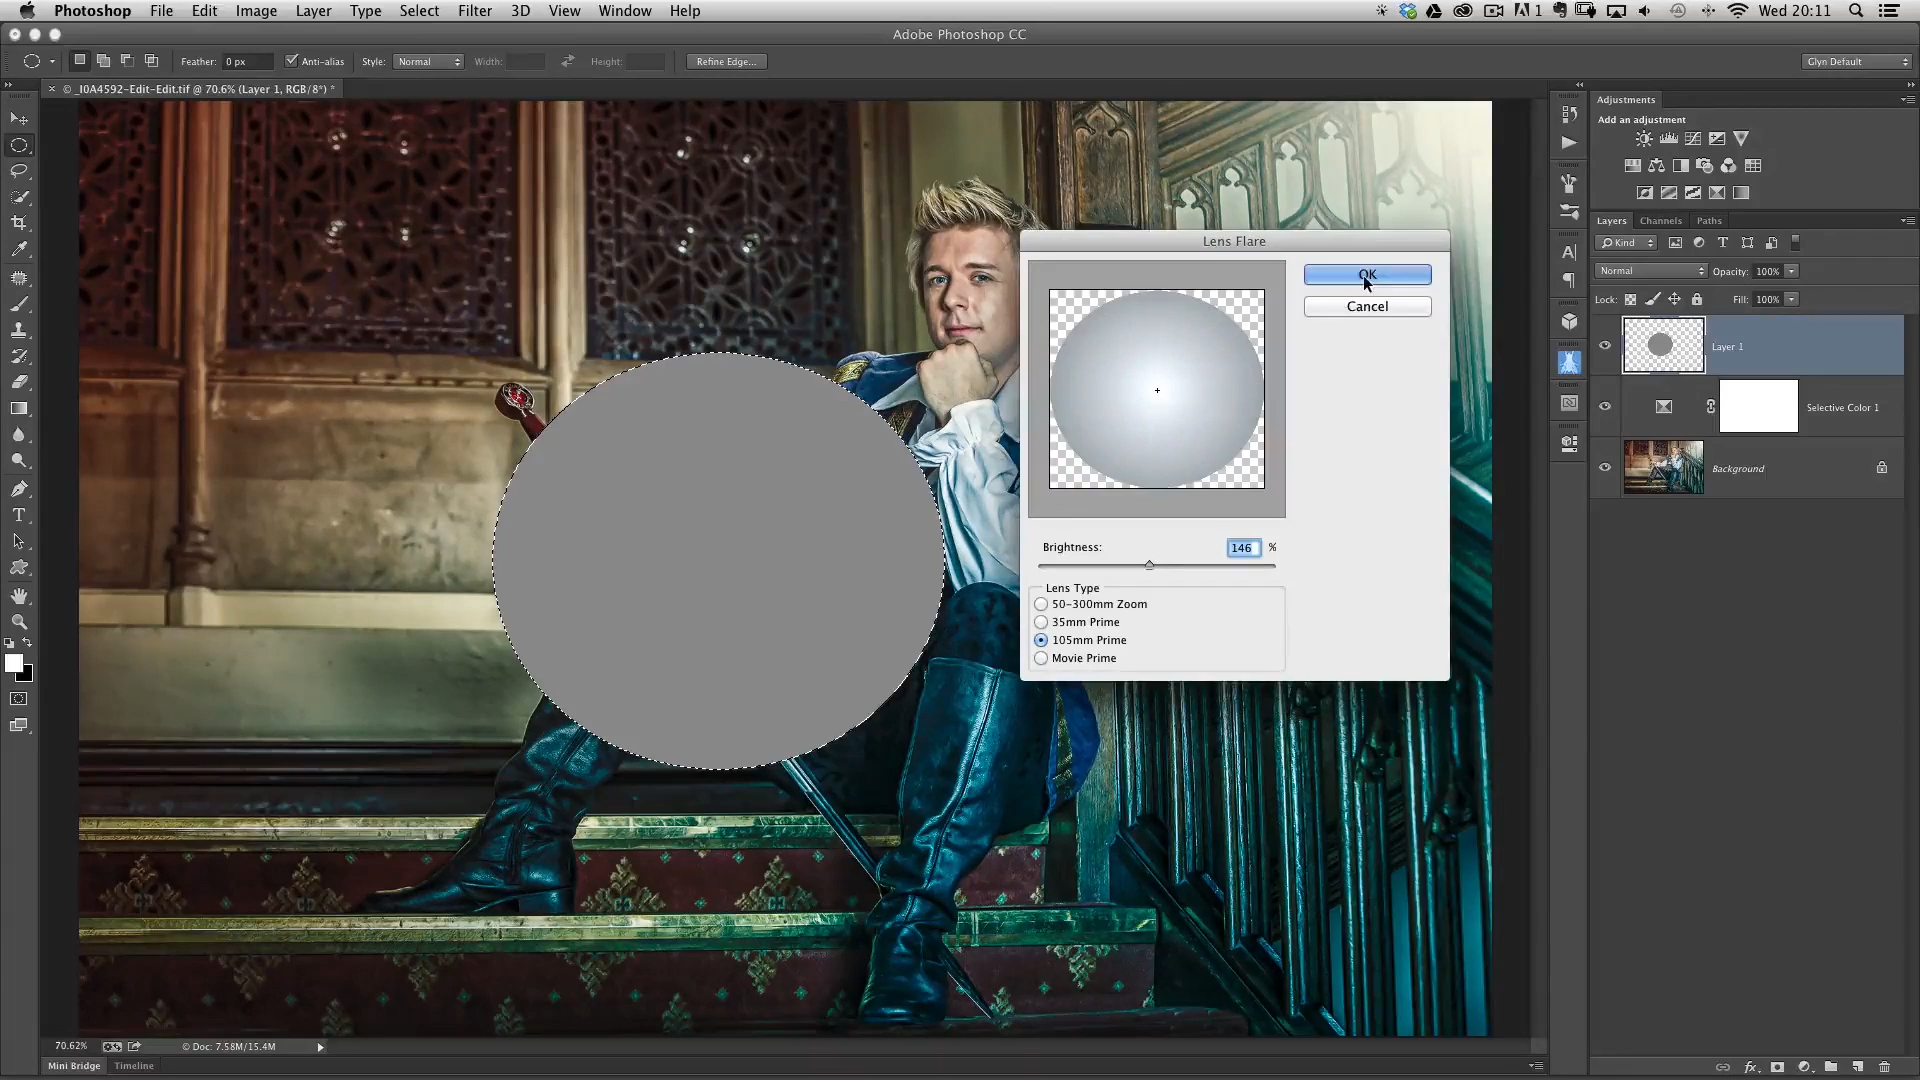 Photoshop File Edit Image Layer Type Select Filter 3D View Window Help 1 Wed 20:11
Adobe Photoshop CC
Feather: 0 px Anti-alias Style: Normal Width: Height: Refine Edge... Glyn Default
© _I0A4592-Edit-Edit.tif @ 70.6% (Layer 1, RGB/8*) *
Adjustments
Add an adjustment
Layers Channels Paths
Kind
Normal Opacity: 100%
Lock: Fill: 100%
Layer 1
Selective Color 1
Background
Lens Flare
OK
Cancel
Brightness: 146 %
Lens Type
50-300mm Zoom
35mm Prime
105mm Prime
Movie Prime
70.62% © Doc: 7.58M/15.4M
Mini Bridge Timeline